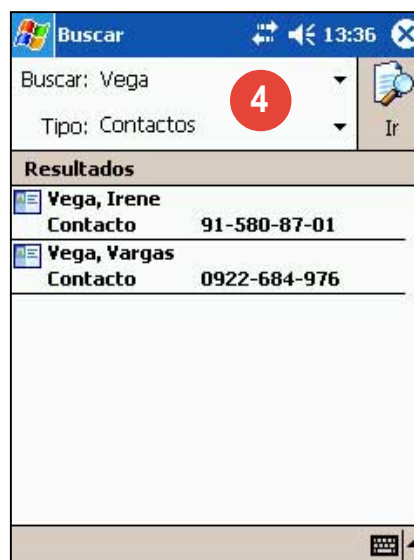 Buscar 13:36
Buscar: Vega
4
Tipo: Contactos
Ir
Resultados
Vega, Irene
Contacto 91-580-87-01
Vega, Vargas
Contacto 0922-684-976